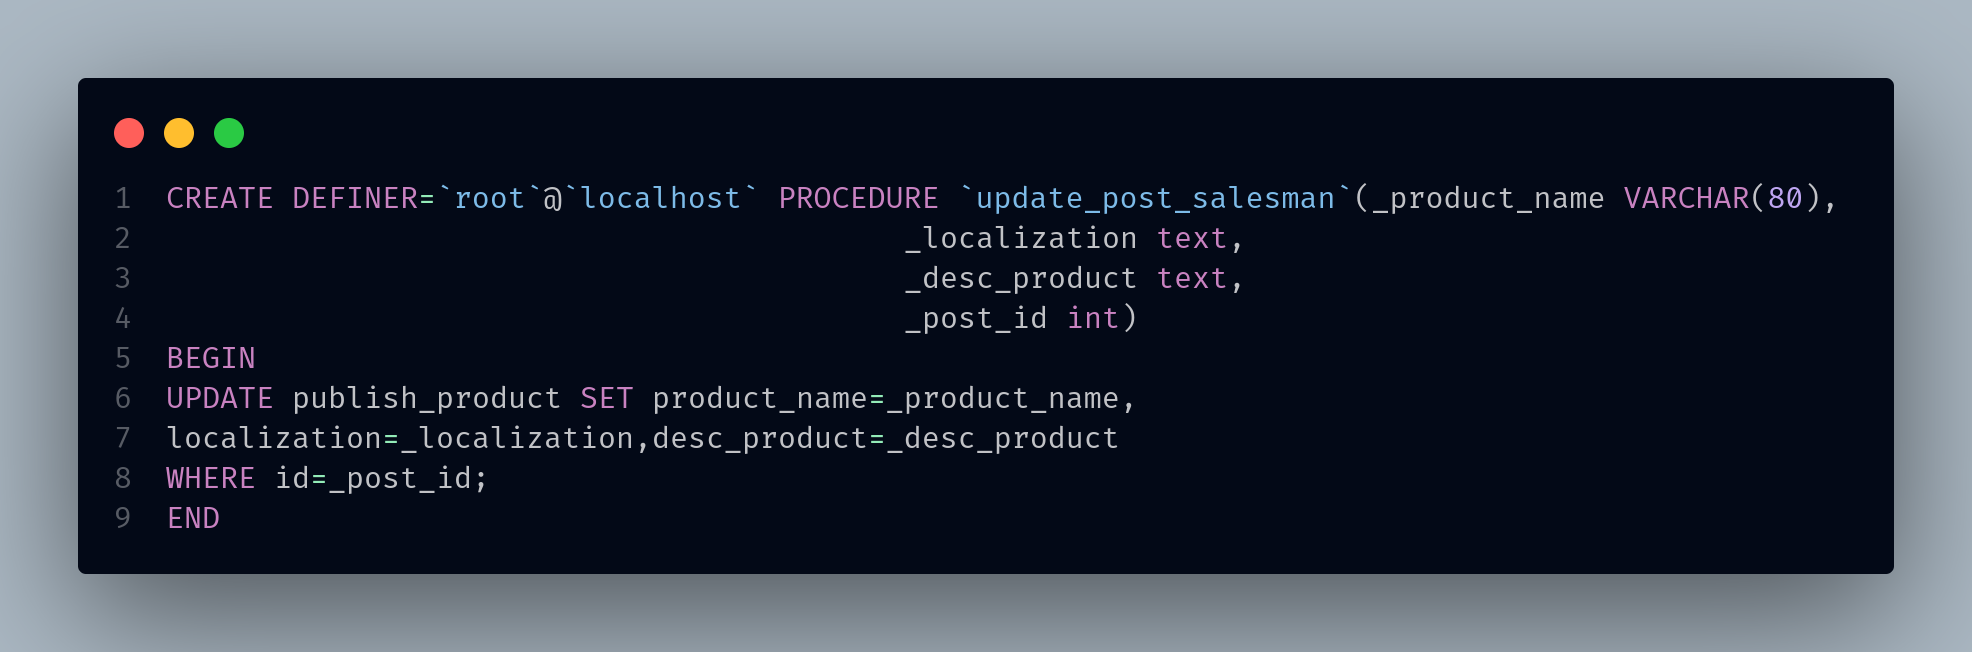 1 CREATE DEFINER=`root`@`localhost` PROCEDURE `update_post_salesman`(_product_name VARCHAR(80),
2 _localization text,
3 _desc_product text,
4 _post_id int)
5 BEGIN
6 UPDATE publish_product SET product_name=_product_name,
7 localization=_localization,desc_product=_desc_product
8 WHERE id=_post_id;
9 END